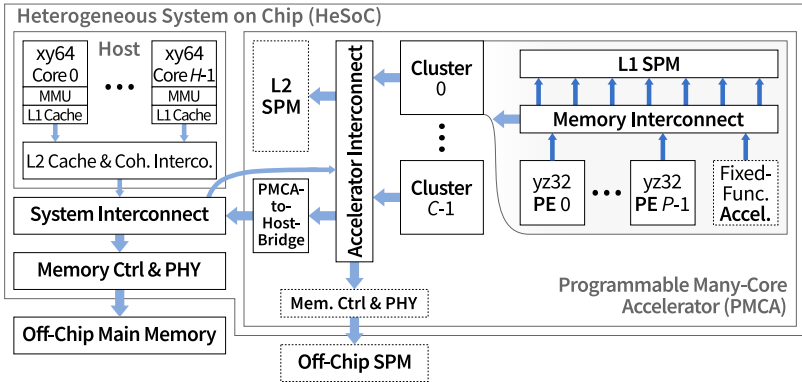 Heterogeneous System on Chip (HeSoC)
Host
xy64
Core 0
MMU
L1 Cache
•••
xy64
Core H-1
MMU
L1 Cache
L2 Cache & Coh. Interco.
System Interconnect
Memory Ctrl & PHY
Off-Chip Main Memory
L2
SPM
PMCA-
to-
Host-
Bridge
Accelerator Interconnect
Mem. Ctrl & PHY
Off-Chip SPM
Cluster
0
Cluster
C-1
L1 SPM
Memory Interconnect
yz32
PE 0
•••
yz32
PE P-1
Fixed-
Func.
Accel.
Programmable Many-Core
Accelerator (PMCA)